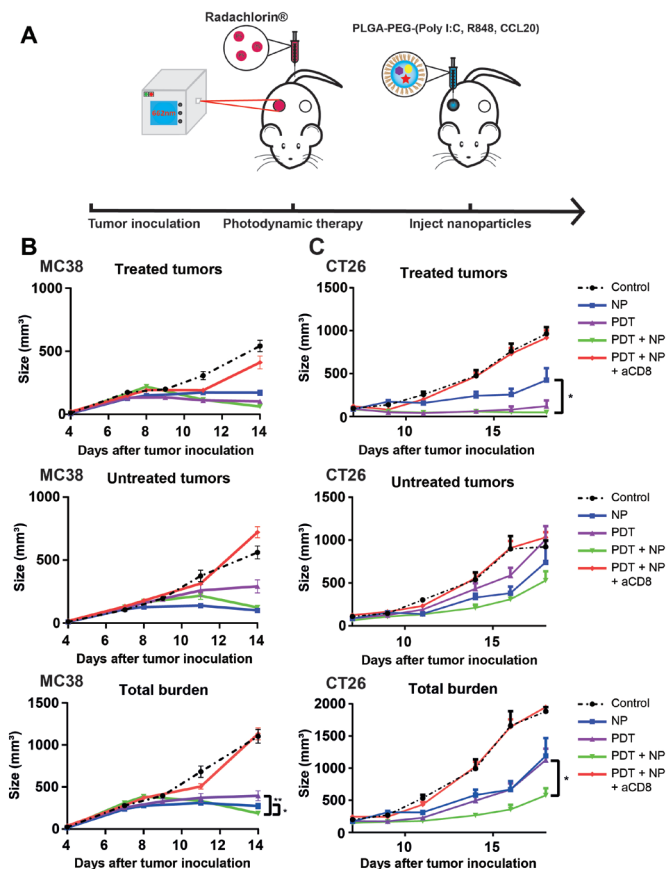 A
Radachlorin®
PLGA-PEG-(Poly I:C, R848, CCL20)
Tumor inoculation
Photodynamic therapy
Inject nanoparticles
B
MC38
Treated tumors
1000
500
0
Size (mm³)
4 6 8 10 12 14
Days after tumor inoculation
MC38
Untreated tumors
1000
500
0
Size (mm³)
4 6 8 10 12 14
Days after tumor inoculation
MC38
Total burden
1500
1000
500
0
Size (mm³)
4 6 8 10 12 14
Days after tumor inoculation
**
*
C
CT26
Treated tumors
1500
1000
500
0
Size (mm³)
10 15
Days after tumor inoculation
*
Control
NP
PDT
PDT + NP
PDT + NP
+ aCD8
CT26
Untreated tumors
1500
1000
500
0
Size (mm³)
10 15
Days after tumor inoculation
Control
NP
PDT
PDT + NP
PDT + NP
+ aCD8
CT26
Total burden
2000
1500
1000
500
0
Size (mm³)
10 15
Days after tumor inoculation
*
Control
NP
PDT
PDT + NP
PDT + NP
+ aCD8